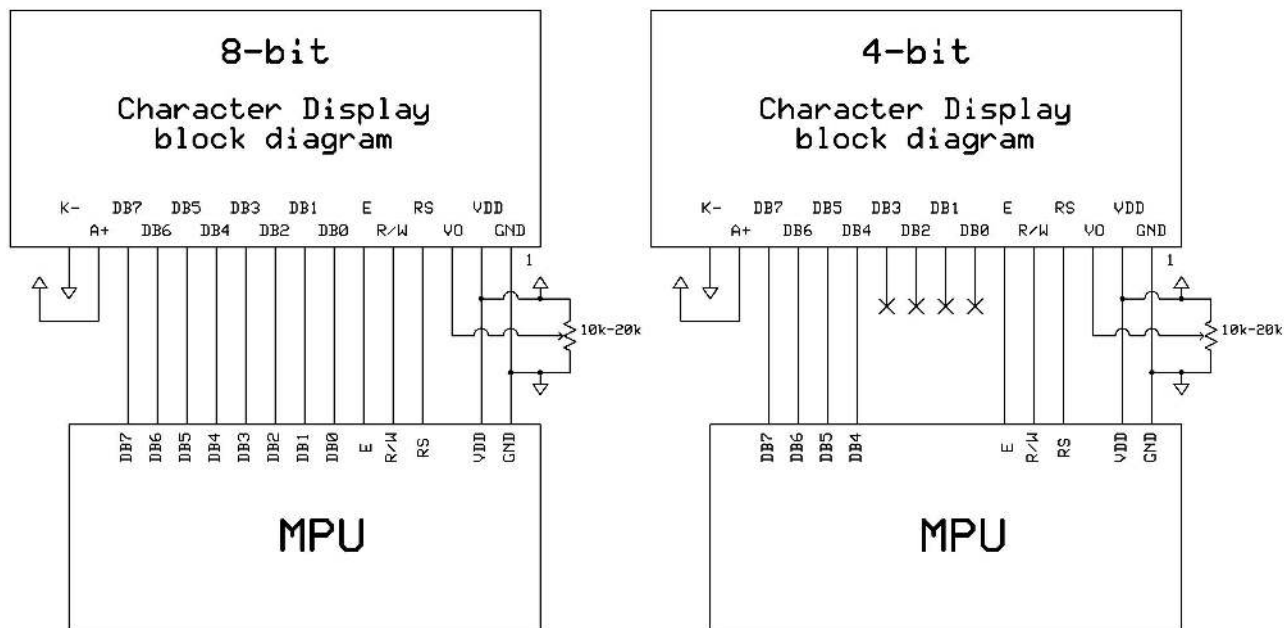 8-bit
Character Display
block diagram
K- DB7 DB5 DB3 DB1 E RS VDD
A+ DB6 DB4 DB2 DB0 R/W VO GND
1
10k-20k
DB7 DB6 DB5 DB4 DB3 DB2 DB1 DB0 E R/W RS VDD GND
MPU
4-bit
Character Display
block diagram
K- DB7 DB5 DB3 DB1 E RS VDD
A+ DB6 DB4 DB2 DB0 R/W VO GND
1
10k-20k
DB7 DB6 DB5 DB4 E R/W RS VDD GND
MPU